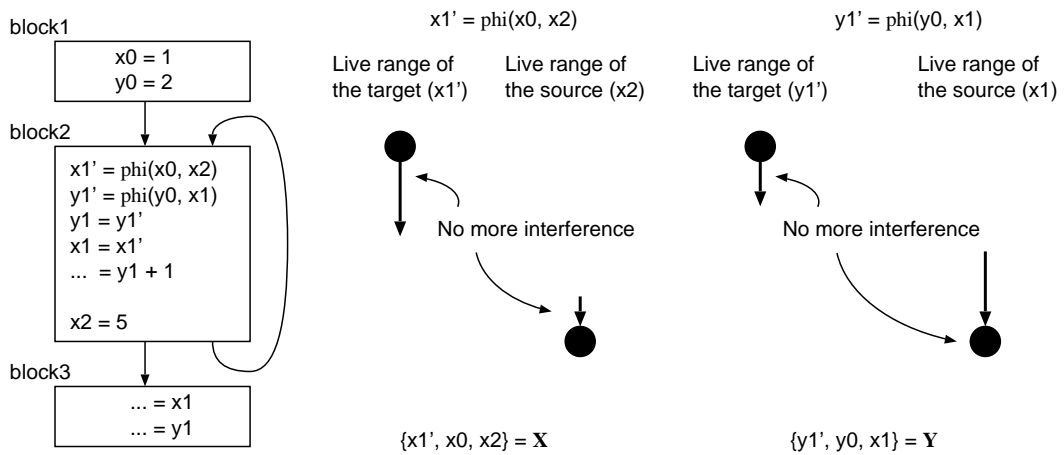 block1
x0 = 1
y0 = 2
block2
x1’ = phi(x0, x2)
y1’ = phi(y0, x1)
y1 = y1’
x1 = x1’
... = y1 + 1
x2 = 5
block3
... = x1
... = y1
x1’ = phi(x0, x2)
Live range of
the target (x1’)
Live range of
the source (x2)
No more interference
{x1’, x0, x2} = X
y1’ = phi(y0, x1)
Live range of
the target (y1’)
Live range of
the source (x1)
No more interference
{y1’, y0, x1} = Y